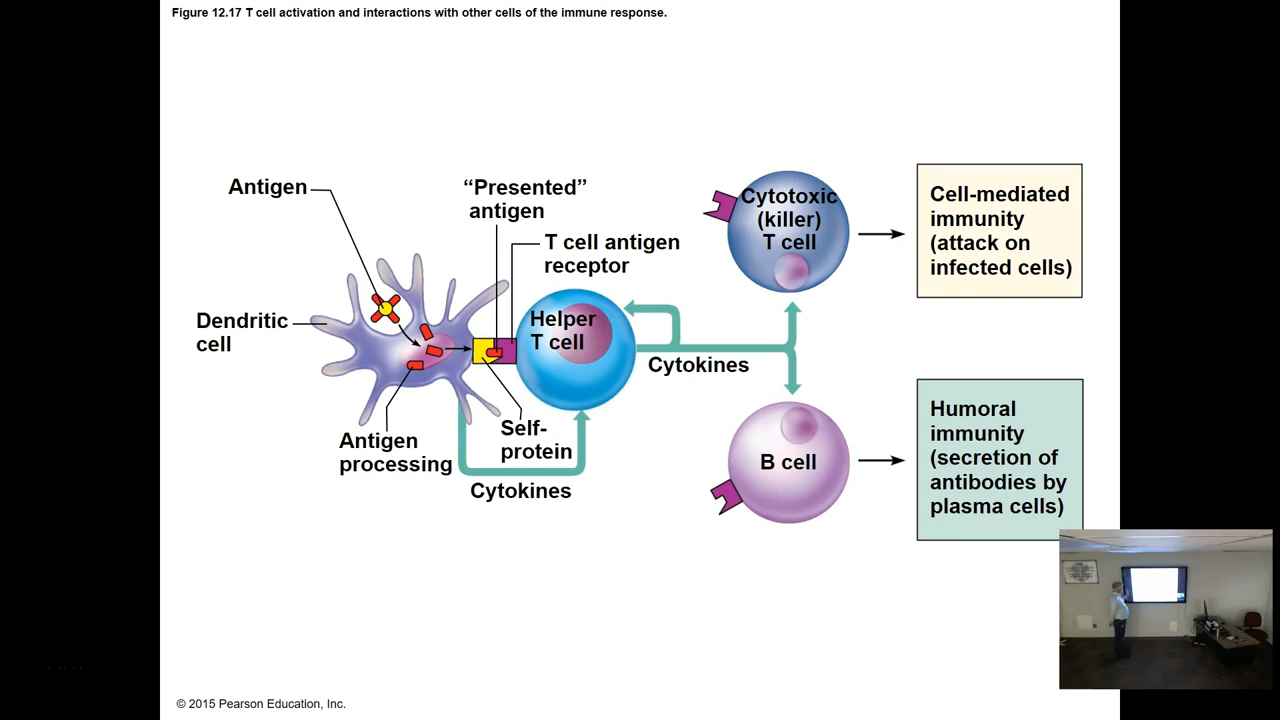 Figure 12.17 T cell activation and interactions with other cells of the immune response.
Antigen
“Presented”
antigen
T cell antigen
receptor
Dendritic
cell
Helper
T cell
Cytokines
Antigen
processing
Self-
protein
Cytokines
Cytotoxic
(killer)
T cell
Cell-mediated
immunity
(attack on
infected cells)
B cell
Humoral
immunity
(secretion of
antibodies by
plasma cells)
© 2015 Pearson Education, Inc.